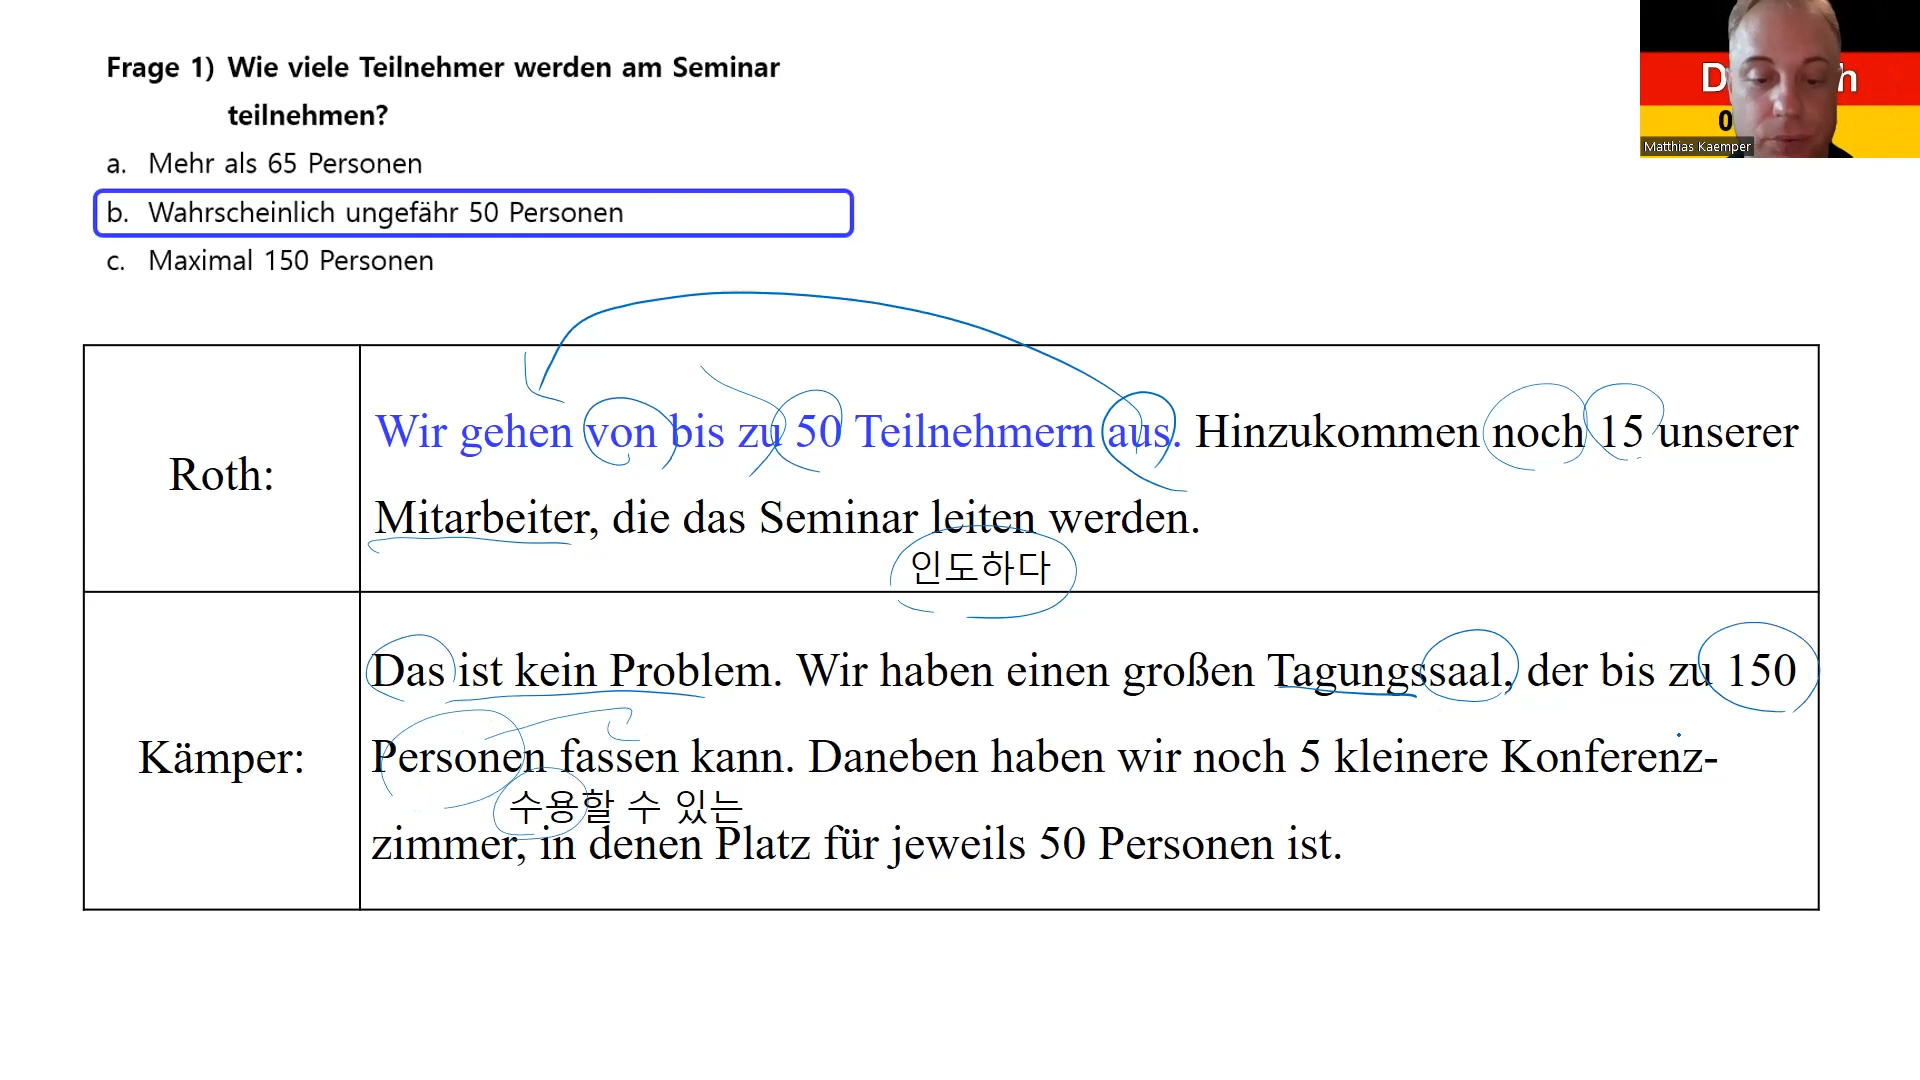 Frage 1) Wie viele Teilnehmer werden am Seminar
teilnehmen?
a. Mehr als 65 Personen
b. Wahrscheinlich ungefähr 50 Personen
c. Maximal 150 Personen
Matthias Kaemper
Roth:
Wir gehen von bis zu 50 Teilnehmern aus. Hinzukommen noch 15 unserer
Mitarbeiter, die das Seminar leiten werden.
인도하다
Kämper:
Das ist kein Problem. Wir haben einen großen Tagungssaal, der bis zu 150
Personen fassen kann. Daneben haben wir noch 5 kleinere Konferenz-
수용할 수 있는
zimmer, in denen Platz für jeweils 50 Personen ist.